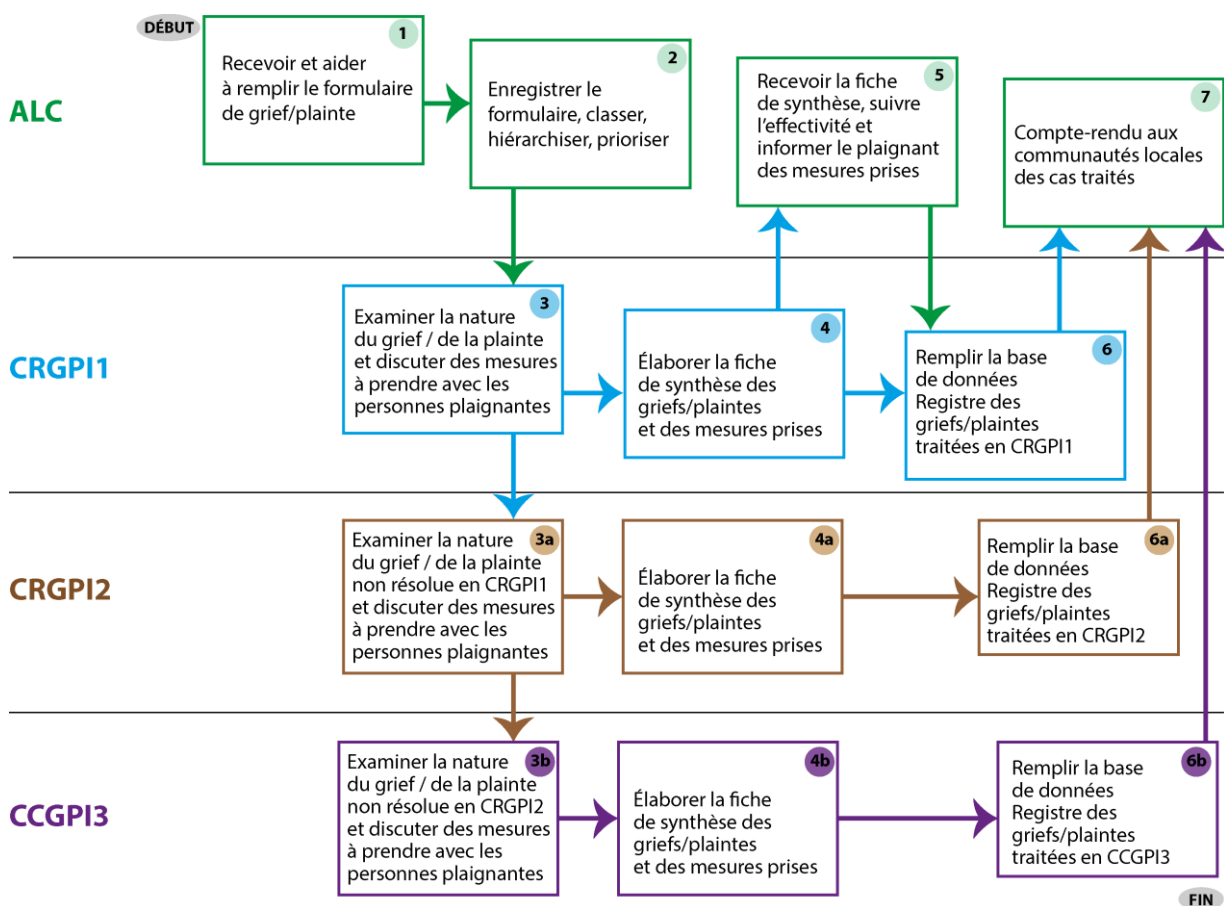 DÉBUT
ALC
1
Recevoir et aider
à remplir le formulaire
de grief/plainte
2
Enregistrer le
formulaire, classer,
hiérarchiser, prioriser
5
Recevoir la fiche
de synthèse, suivre
l’effectivité et
informer le plaignant
des mesures prises
7
Compte-rendu aux
communautés locales
des cas traités
CRGPI1
3
Examiner la nature
du grief / de la plainte
et discuter des mesures
à prendre avec les
personnes plaignantes
4
Élaborer la fiche
de synthèse des
griefs/plaintes
et des mesures prises
6
Remplir la base
de données
Registre des
griefs/plaintes
traitées en CRGPI1
CRGPI2
3a
Examiner la nature
du grief / de la plainte
non résolue en CRGPI1
et discuter des mesures
à prendre avec les
personnes plaignantes
4a
Élaborer la fiche
de synthèse des
griefs/plaintes
et des mesures prises
6a
Remplir la base
de données
Registre des
griefs/plaintes
traitées en CRGPI2
CCGPI3
3b
Examiner la nature
du grief / de la plainte
non résolue en CRGPI2
et discuter des mesures
à prendre avec les
personnes plaignantes
4b
Élaborer la fiche
de synthèse des
griefs/plaintes
et des mesures prises
6b
Remplir la base
de données
Registre des
griefs/plaintes
traitées en CCGPI3
FIN